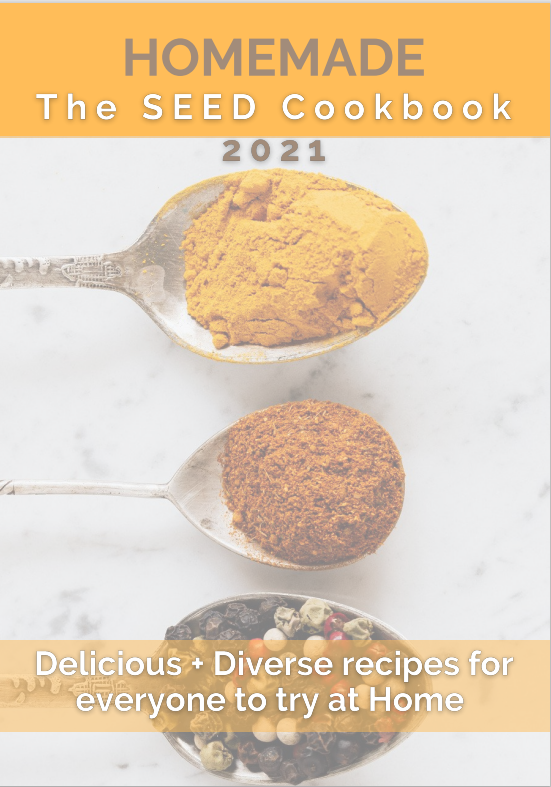 HOMEMADE
The SEED Cookbook
2021
Delicious + Diverse recipes for
everyone to try at Home